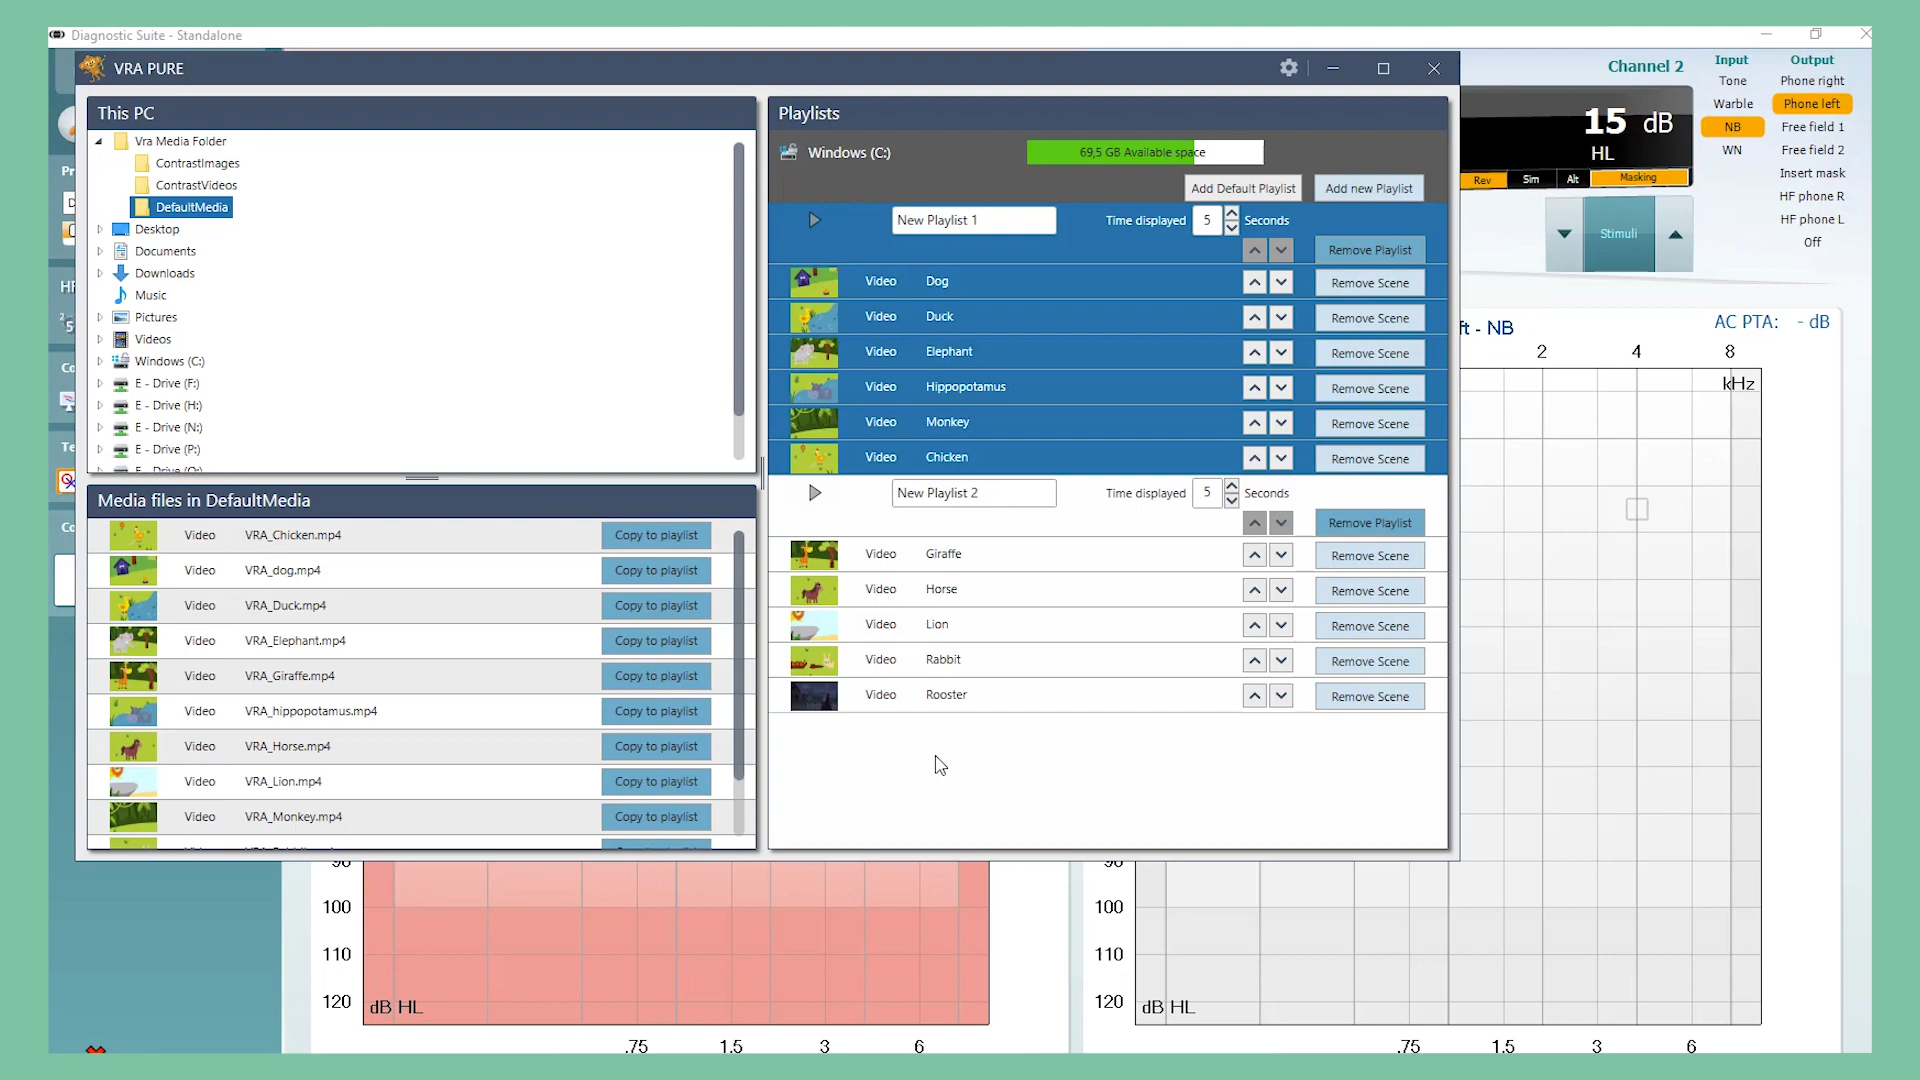 Diagnostic Suite - Standalone
VRA PURE
This PC
Vra Media Folder
ContrastImages
ContrastVideos
DefaultMedia
Desktop
Documents
Downloads
Music
Pictures
Videos
Windows (C:)
E - Drive (F:)
E - Drive (H:)
E - Drive (N:)
E - Drive (P:)
Media files in DefaultMedia
Video VRA_Chicken.mp4 Copy to playlist
Video VRA_dog.mp4 Copy to playlist
Video VRA_Duck.mp4 Copy to playlist
Video VRA_Elephant.mp4 Copy to playlist
Video VRA_Giraffe.mp4 Copy to playlist
Video VRA_hippopotamus.mp4 Copy to playlist
Video VRA_Horse.mp4 Copy to playlist
Video VRA_Lion.mp4 Copy to playlist
Video VRA_Monkey.mp4 Copy to playlist
Playlists
Windows (C:) 69,5 GB Available space
Add Default Playlist Add new Playlist
New Playlist 1 Time displayed 5 Seconds
Remove Playlist
Video Dog Remove Scene
Video Duck Remove Scene
Video Elephant Remove Scene
Video Hippopotamus Remove Scene
Video Monkey Remove Scene
Video Chicken Remove Scene
New Playlist 2 Time displayed 5 Seconds
Remove Playlist
Video Giraffe Remove Scene
Video Horse Remove Scene
Video Lion Remove Scene
Video Rabbit Remove Scene
Video Rooster Remove Scene
Channel 2
15 dB
HL
Rev Sim Alt Masking
Stimuli
Input
Tone
Warble
NB
WN
Output
Phone right
Phone left
Free field 1
Free field 2
Insert mask
HF phone R
HF phone L
Off
ft - NB
AC PTA: - dB
2 4 8
kHz
100
110
120
dB HL
.75 1.5 3 6
100
110
120
dB HL
.75 1.5 3 6